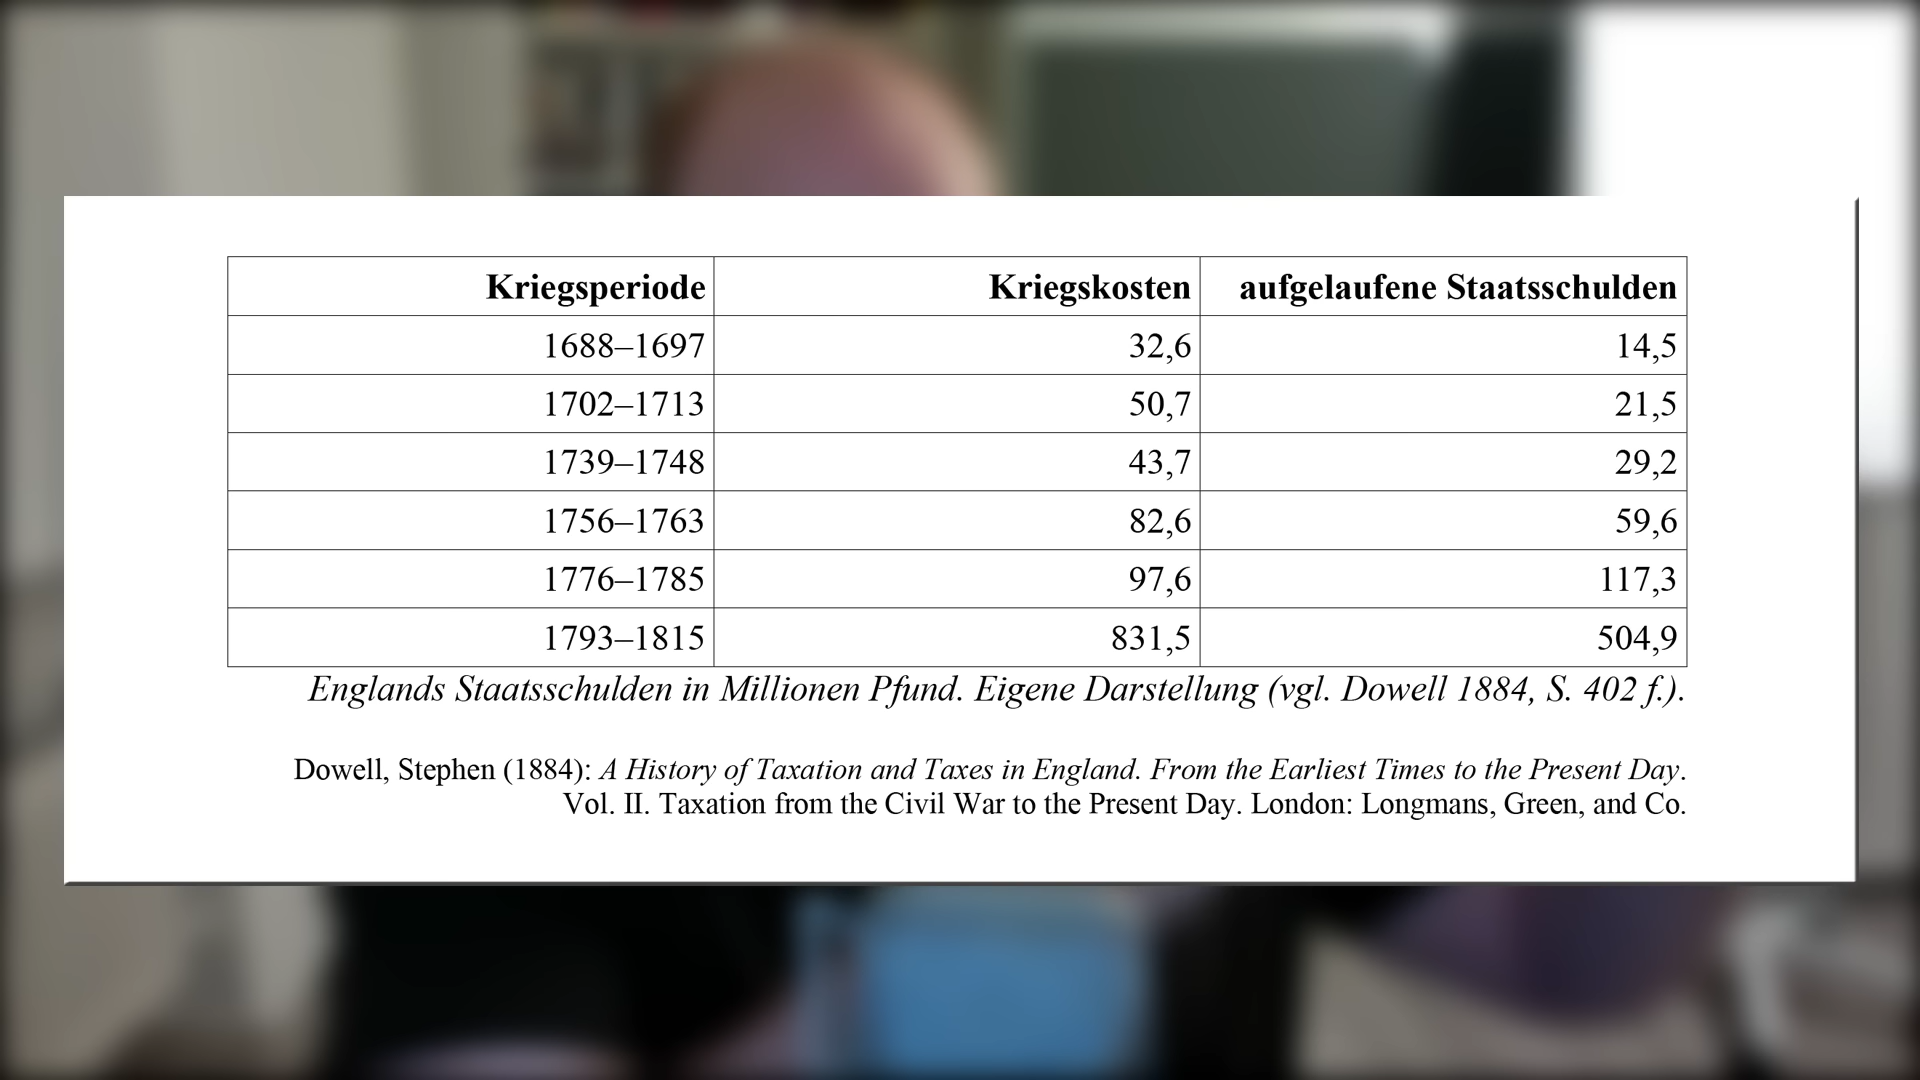 Kriegsperiode Kriegskosten aufgelaufene Staatsschulden
1688–1697 32,6 14,5
1702–1713 50,7 21,5
1739–1748 43,7 29,2
1756–1763 82,6 59,6
1776–1785 97,6 117,3
1793–1815 831,5 504,9
Englands Staatsschulden in Millionen Pfund. Eigene Darstellung (vgl. Dowell 1884, S. 402 f.).
Dowell, Stephen (1884): A History of Taxation and Taxes in England. From the Earliest Times to the Present Day.
Vol. II. Taxation from the Civil War to the Present Day. London: Longmans, Green, and Co.